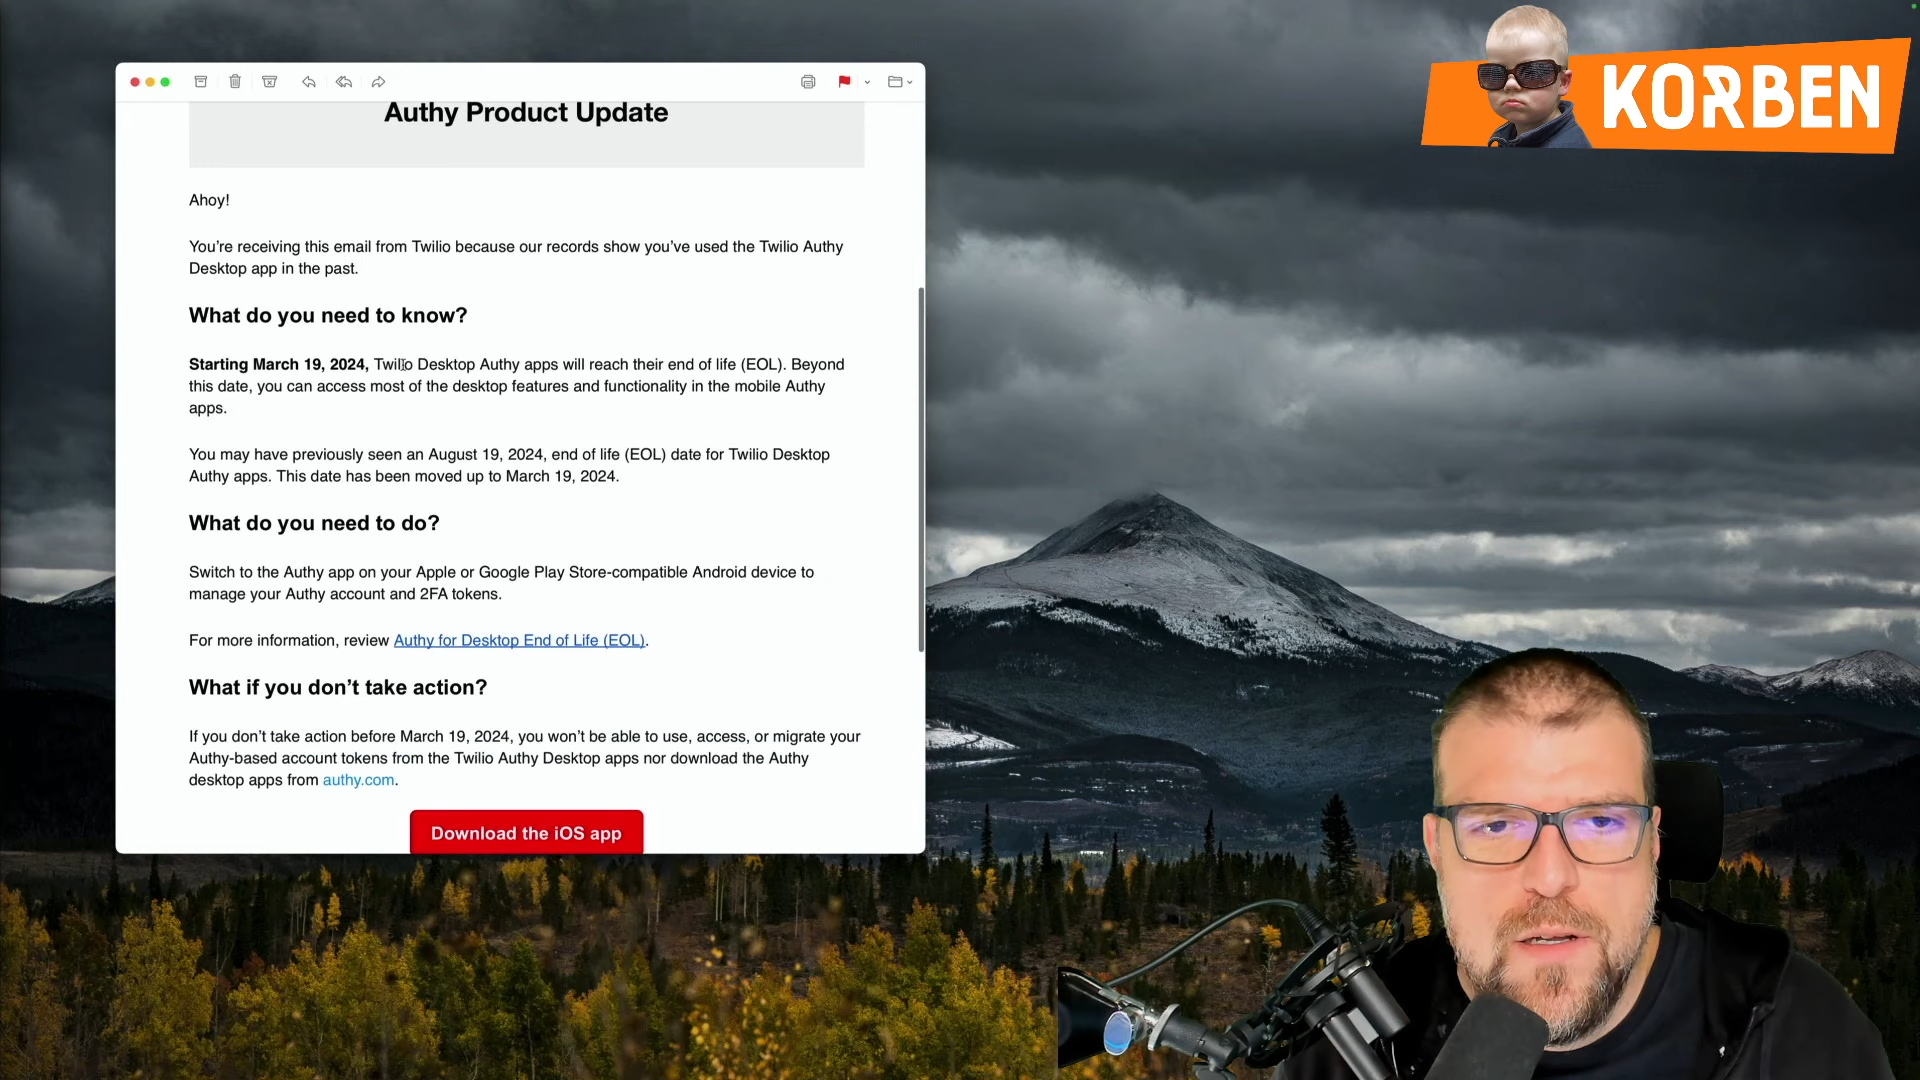 KORBEN
Authy Product Update
Ahoy!
You’re receiving this email from Twilio because our records show you’ve used the Twilio Authy
Desktop app in the past.
What do you need to know?
Starting March 19, 2024, Twilio Desktop Authy apps will reach their end of life (EOL). Beyond
this date, you can access most of the desktop features and functionality in the mobile Authy
apps.
You may have previously seen an August 19, 2024, end of life (EOL) date for Twilio Desktop
Authy apps. This date has been moved up to March 19, 2024.
What do you need to do?
Switch to the Authy app on your Apple or Google Play Store-compatible Android device to
manage your Authy account and 2FA tokens.
For more information, review Authy for Desktop End of Life (EOL).
What if you don’t take action?
If you don’t take action before March 19, 2024, you won’t be able to use, access, or migrate your
Authy-based account tokens from the Twilio Authy Desktop apps nor download the Authy
desktop apps from authy.com.
Download the iOS app